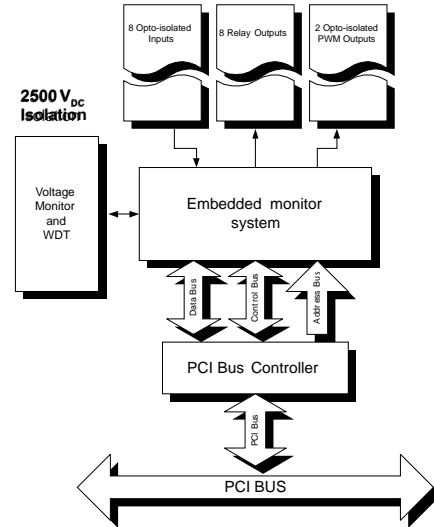 8 Opto-isolated
Inputs
8 Relay Outputs
2 Opto-isolated
PWM Outputs
2500 VDC
Isolation
Voltage
Monitor
and
WDT
Embedded monitor
system
Data Bus
Control Bus
Address Bus
PCI Bus Controller
PCI Bus
PCI BUS